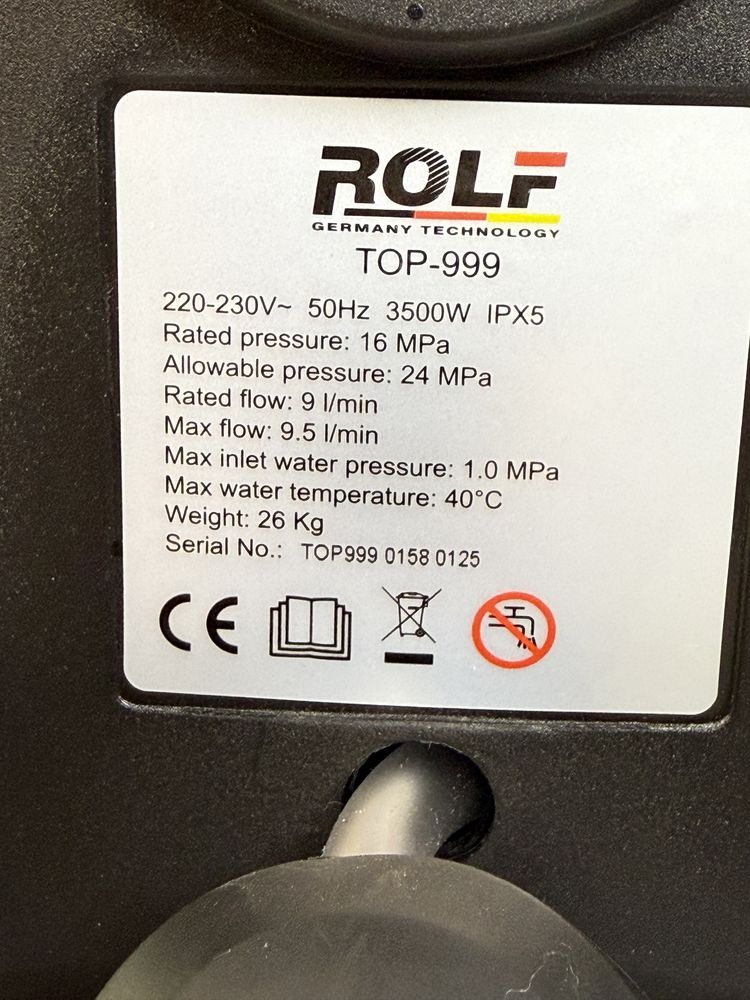 ROLF
GERMANY TECHNOLOGY
TOP-999
220-230V~ 50Hz 3500W IPX5
Rated pressure: 16 MPa
Allowable pressure: 24 MPa
Rated flow: 9 l/min
Max flow: 9.5 l/min
Max inlet water pressure: 1.0 MPa
Max water temperature: 40°C
Weight: 26 Kg
Serial No.: TOP999 0158 0125
CE